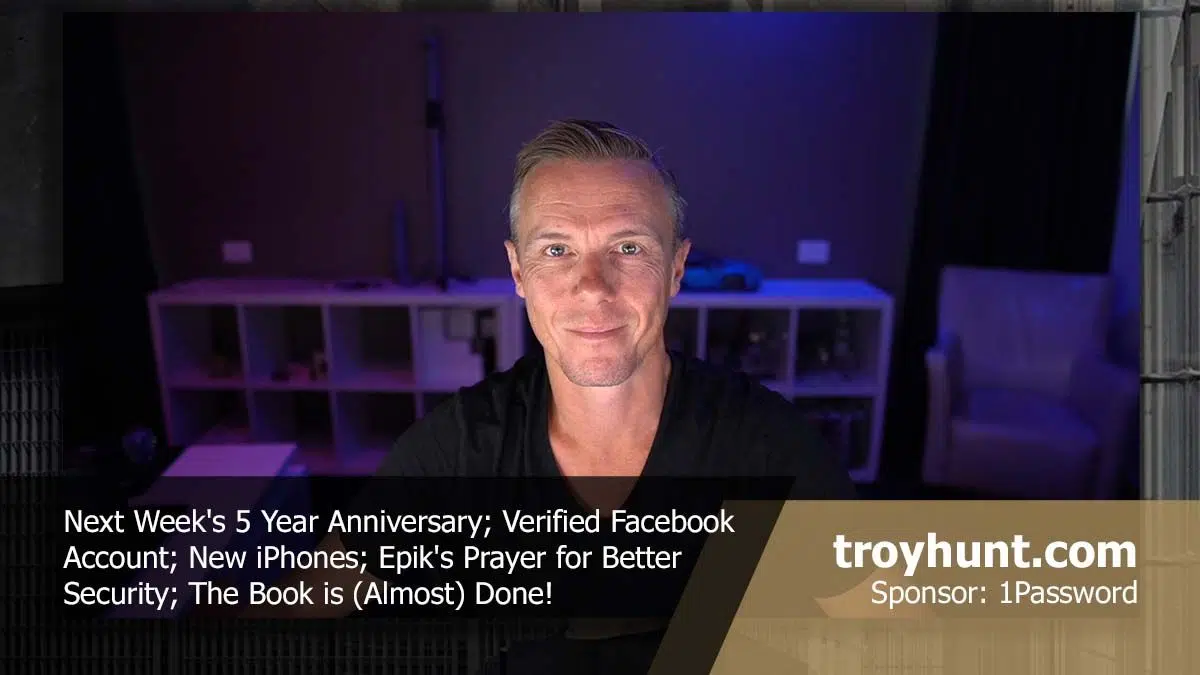 Next Week's 5 Year Anniversary; Verified Facebook
Account; New iPhones; Epik's Prayer for Better
Security; The Book is (Almost) Done!
troyhunt.com
Sponsor: 1Password